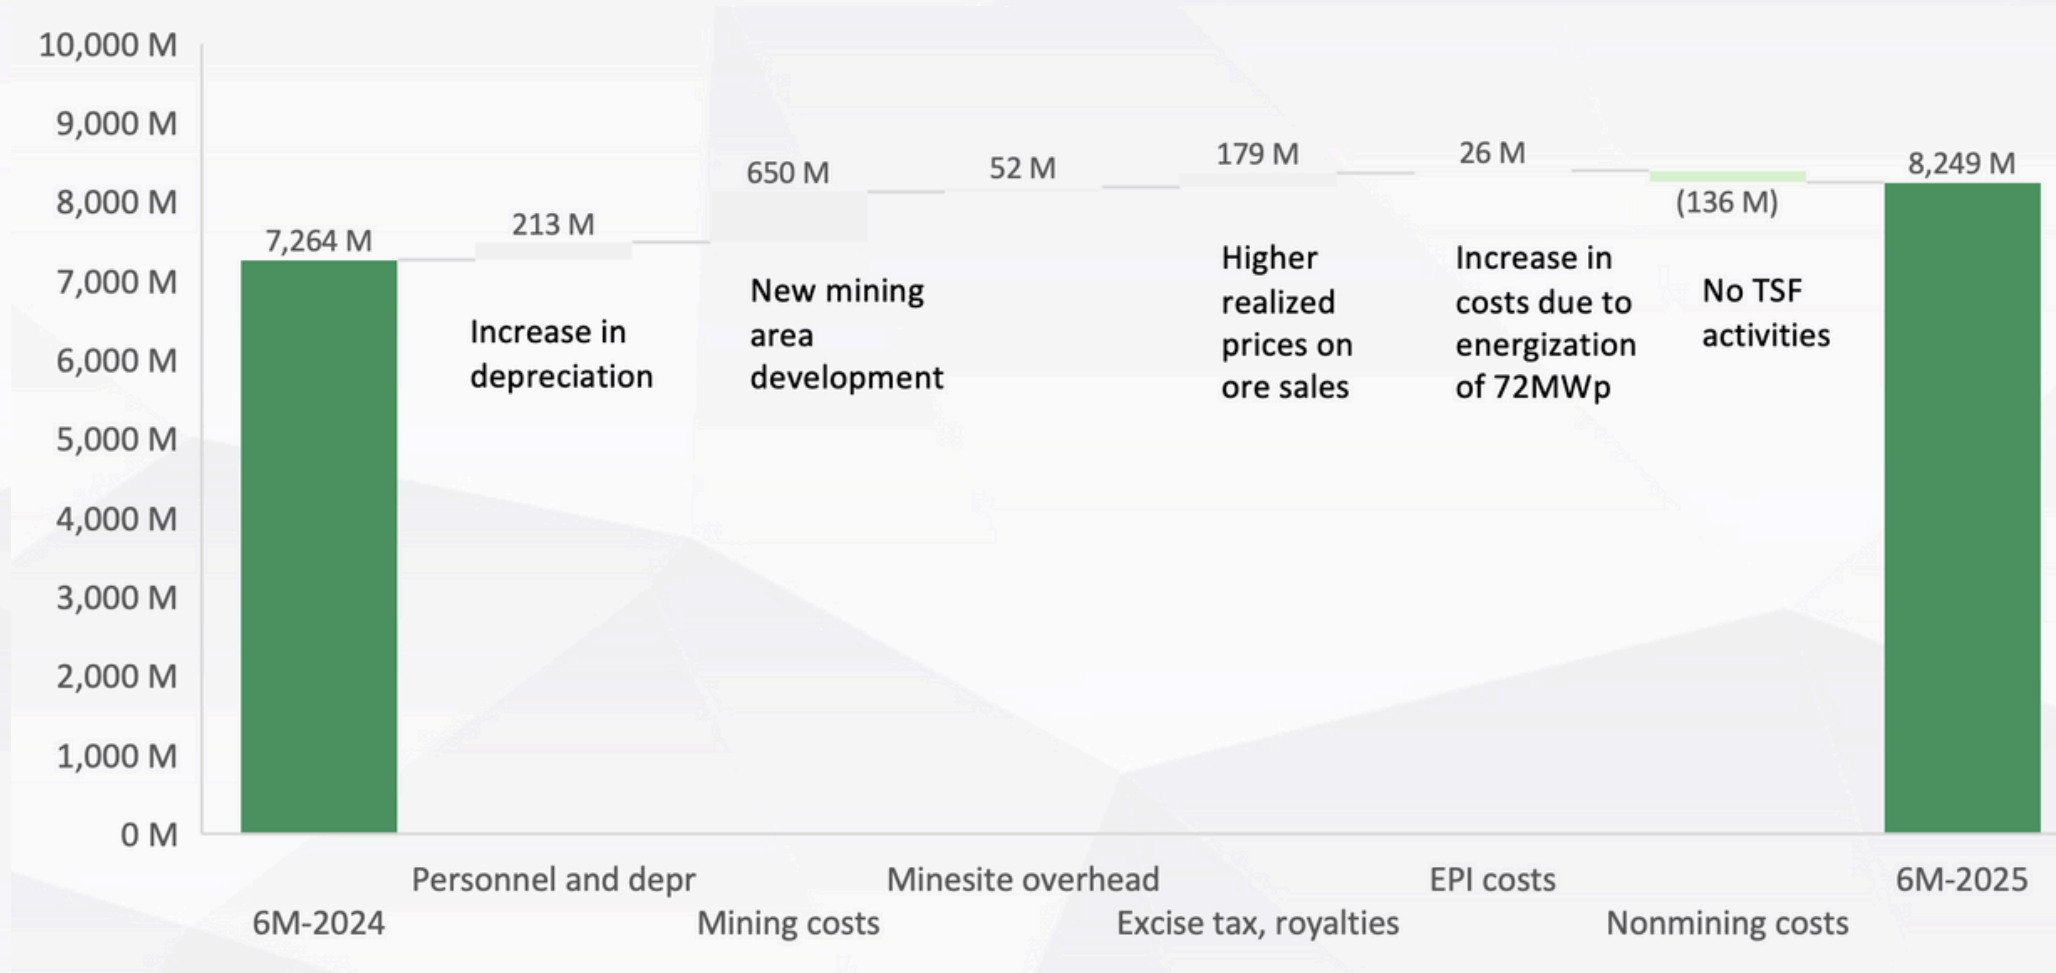 10,000 M
9,000 M
8,000 M
7,000 M
6,000 M
5,000 M
4,000 M
3,000 M
2,000 M
1,000 M
0 M
7,264 M
213 M
650 M
52 M
179 M
26 M
(136 M)
8,249 M
Increase in
depreciation
New mining
area
development
Higher
realized
prices on
ore sales
Increase in
costs due to
energization
of 72MWp
No TSF
activities
6M-2024
Personnel and depr
Mining costs
Minesite overhead
Excise tax, royalties
EPI costs
Nonmining costs
6M-2025